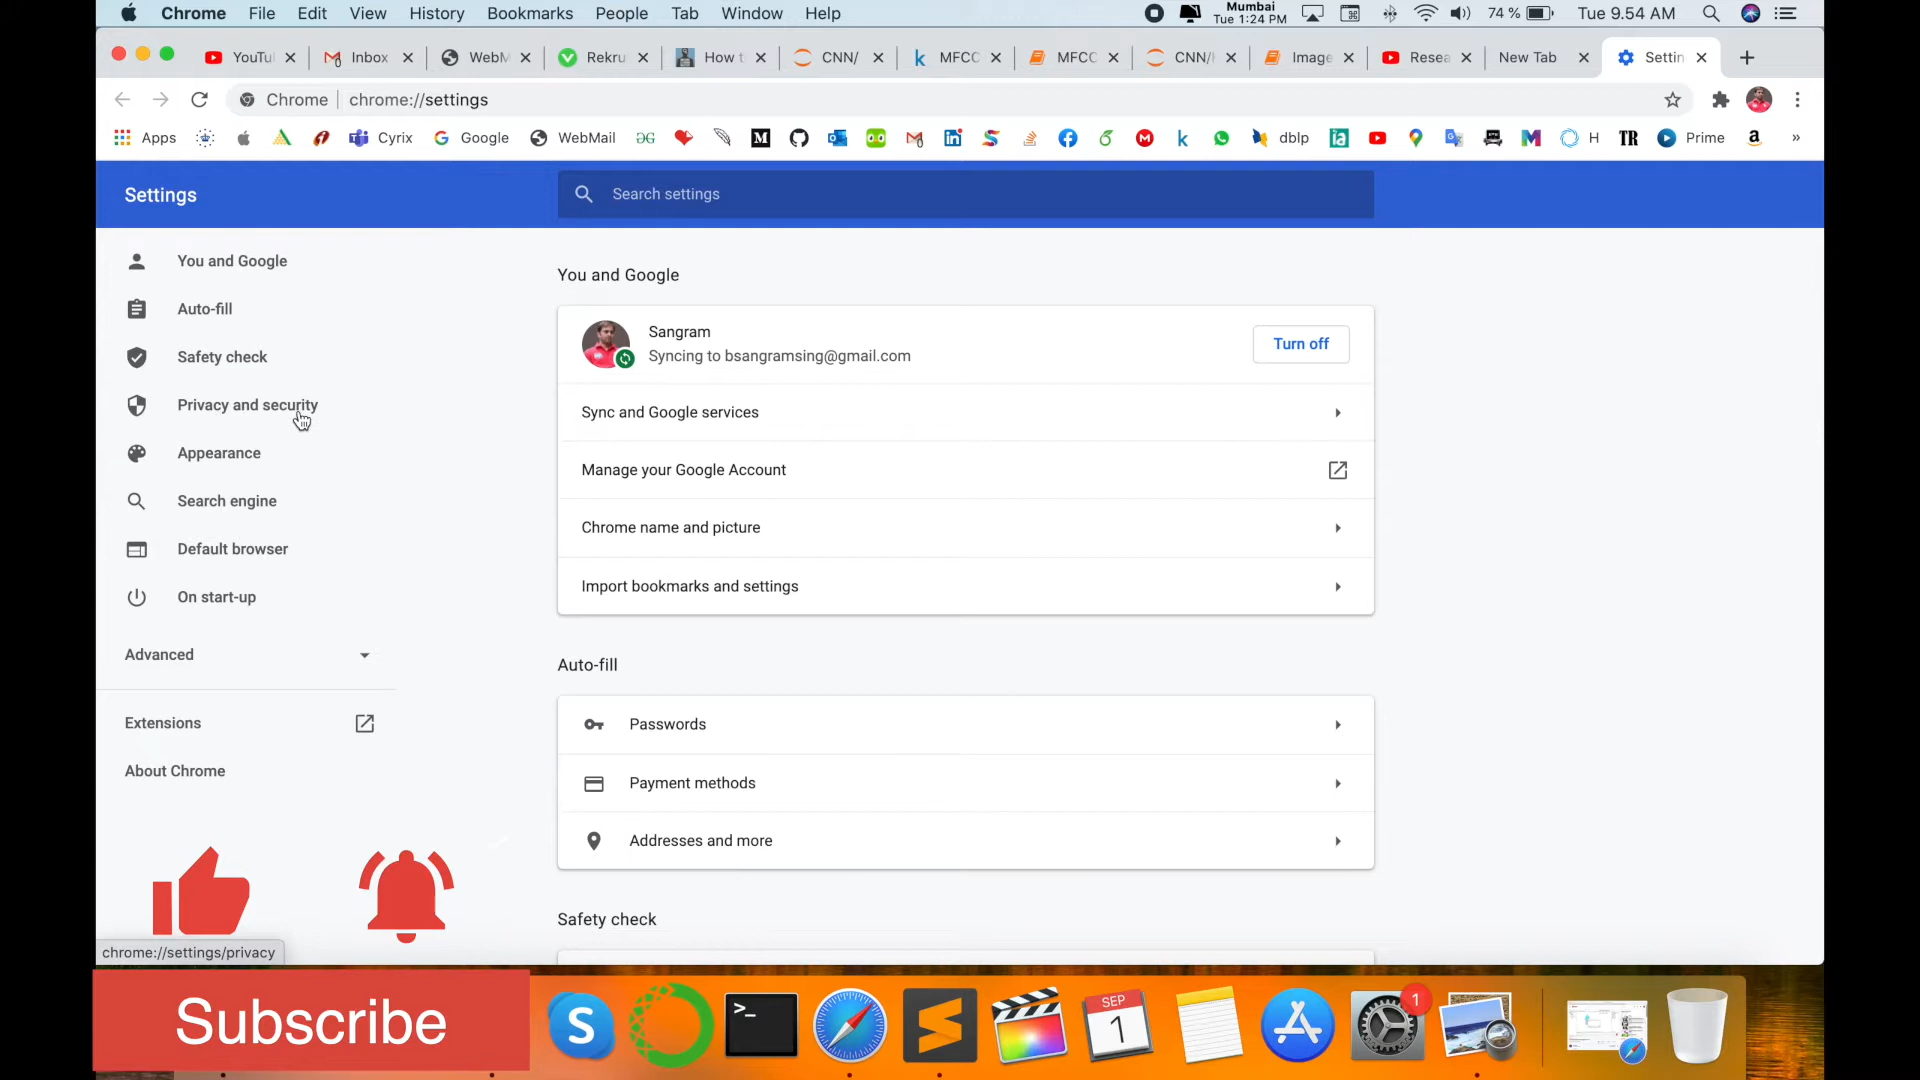 Chrome File Edit View History Bookmarks People Tab Window Help Mumbai Tue 1:24 PM 74 % Tue 9.54 AM
YouTul Inbox WebM Rekru How t CNN/ MFCC MFCC CNN/ Image Resea New Tab Settin
Chrome chrome://settings
Apps Cyrix Google WebMail M dblp ia H TR Prime »
Settings Search settings
You and Google
Auto-fill
Safety check
Privacy and security
Appearance
Search engine
Default browser
On start-up
Advanced
Extensions
About Chrome
You and Google
Sangram
Syncing to bsangramsing@gmail.com
Turn off
Sync and Google services
Manage your Google Account
Chrome name and picture
Import bookmarks and settings
Auto-fill
Passwords
Payment methods
Addresses and more
Safety check
chrome://settings/privacy
Subscribe
SEP
1
1